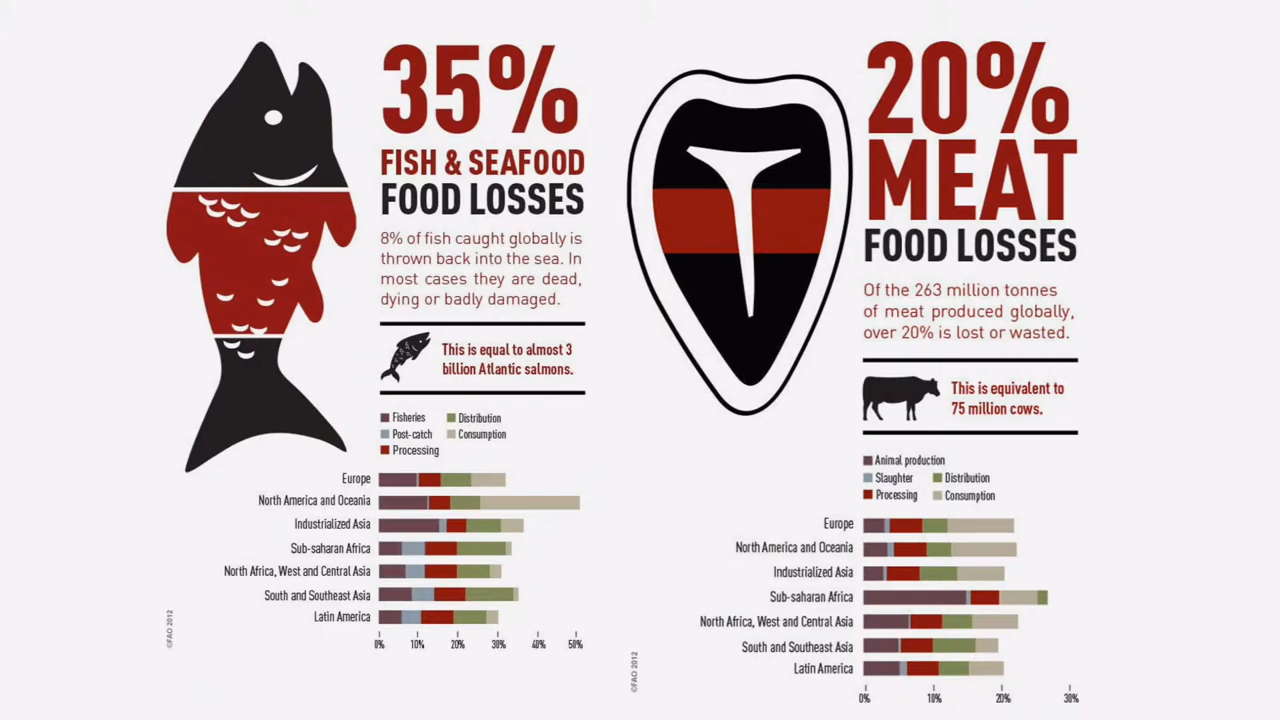 35%
FISH & SEAFOOD
FOOD LOSSES
8% of fish caught globally is
thrown back into the sea. In
most cases they are dead,
dying or badly damaged.
This is equal to almost 3
billion Atlantic salmons.
Fisheries
Distribution
Post-catch
Consumption
Processing
Europe
North America and Oceania
Industrialized Asia
Sub-saharan Africa
North Africa, West and Central Asia
South and Southeast Asia
Latin America
0% 10% 20% 30% 40% 50%
©FAO 2012
20%
MEAT
FOOD LOSSES
Of the 263 million tonnes
of meat produced globally,
over 20% is lost or wasted.
This is equivalent to
75 million cows.
Animal production
Slaughter
Distribution
Processing
Consumption
Europe
North America and Oceania
Industrialized Asia
Sub-saharan Africa
North Africa, West and Central Asia
South and Southeast Asia
Latin America
0% 10% 20% 30%
©FAO 2012